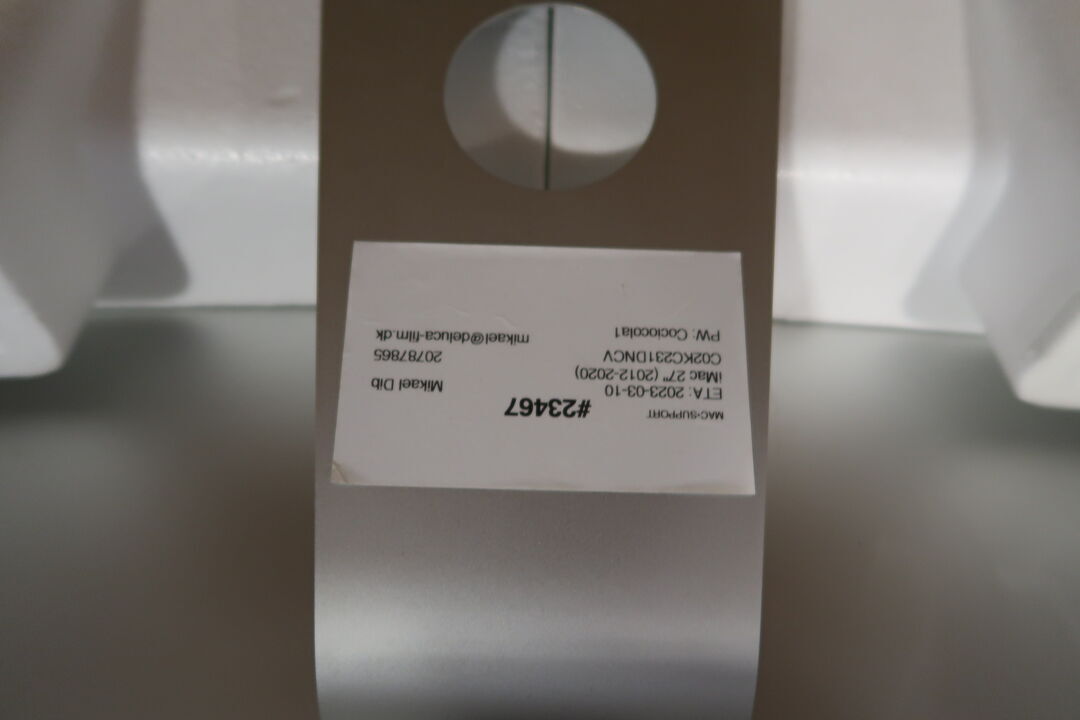 MAC-SUPPORT
#23467
ETA: 2023-03-10
iMac 27" (2012-2020)
C02KC231DNCV
PW: Cociocola1
Mikael Dib
20787865
mikael@deluca-film.dk